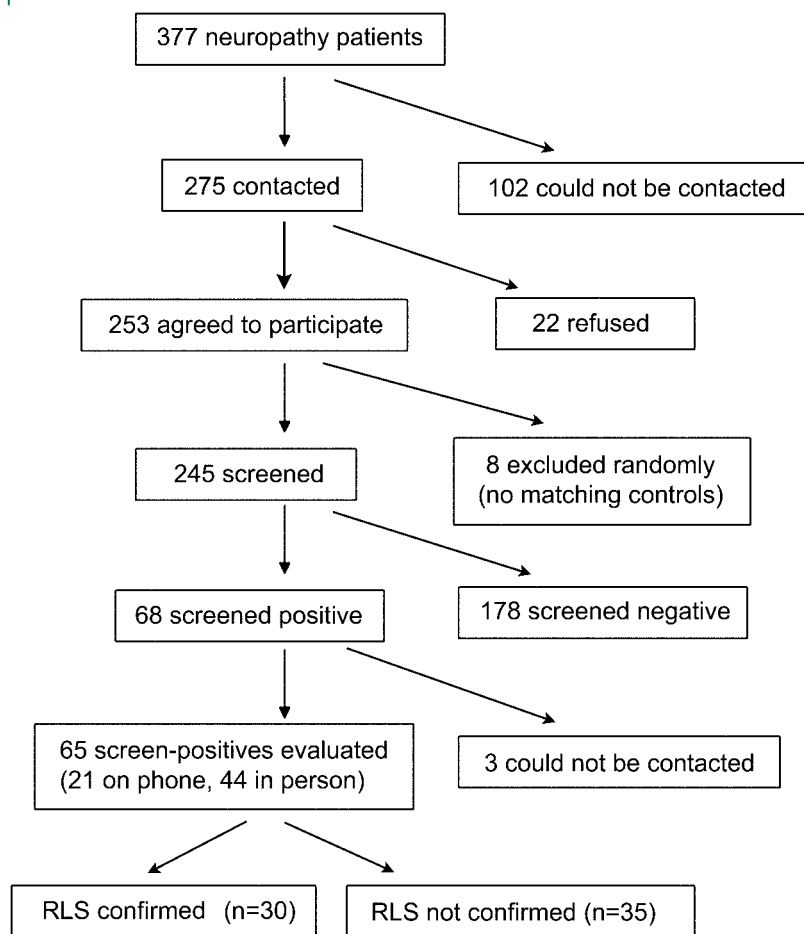 377 neuropathy patients
275 contacted
102 could not be contacted
253 agreed to participate
22 refused
245 screened
8 excluded randomly
(no matching controls)
68 screened positive
178 screened negative
65 screen-positives evaluated
(21 on phone, 44 in person)
3 could not be contacted
RLS confirmed (n=30)
RLS not confirmed (n=35)